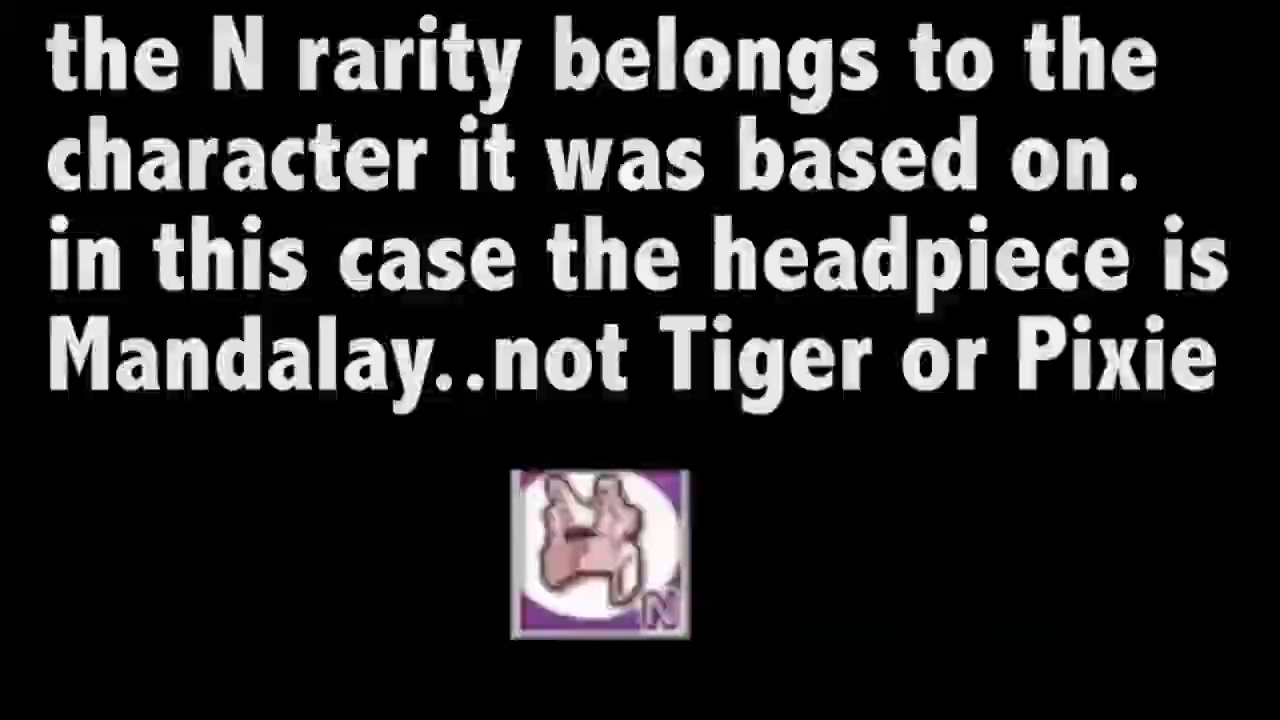 the N rarity belongs to the
character it was based on.
in this case the headpiece is
Mandalay..not Tiger or Pixie
N